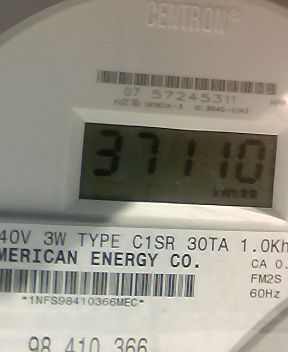 CENTRON®
07 57245311
37110
kWh
40V 3W TYPE C1SR 30TA 1.0Kh
MERICAN ENERGY CO.
CA 0.
FM2S
60Hz
*1NFS98410366MEC*
98 410 366